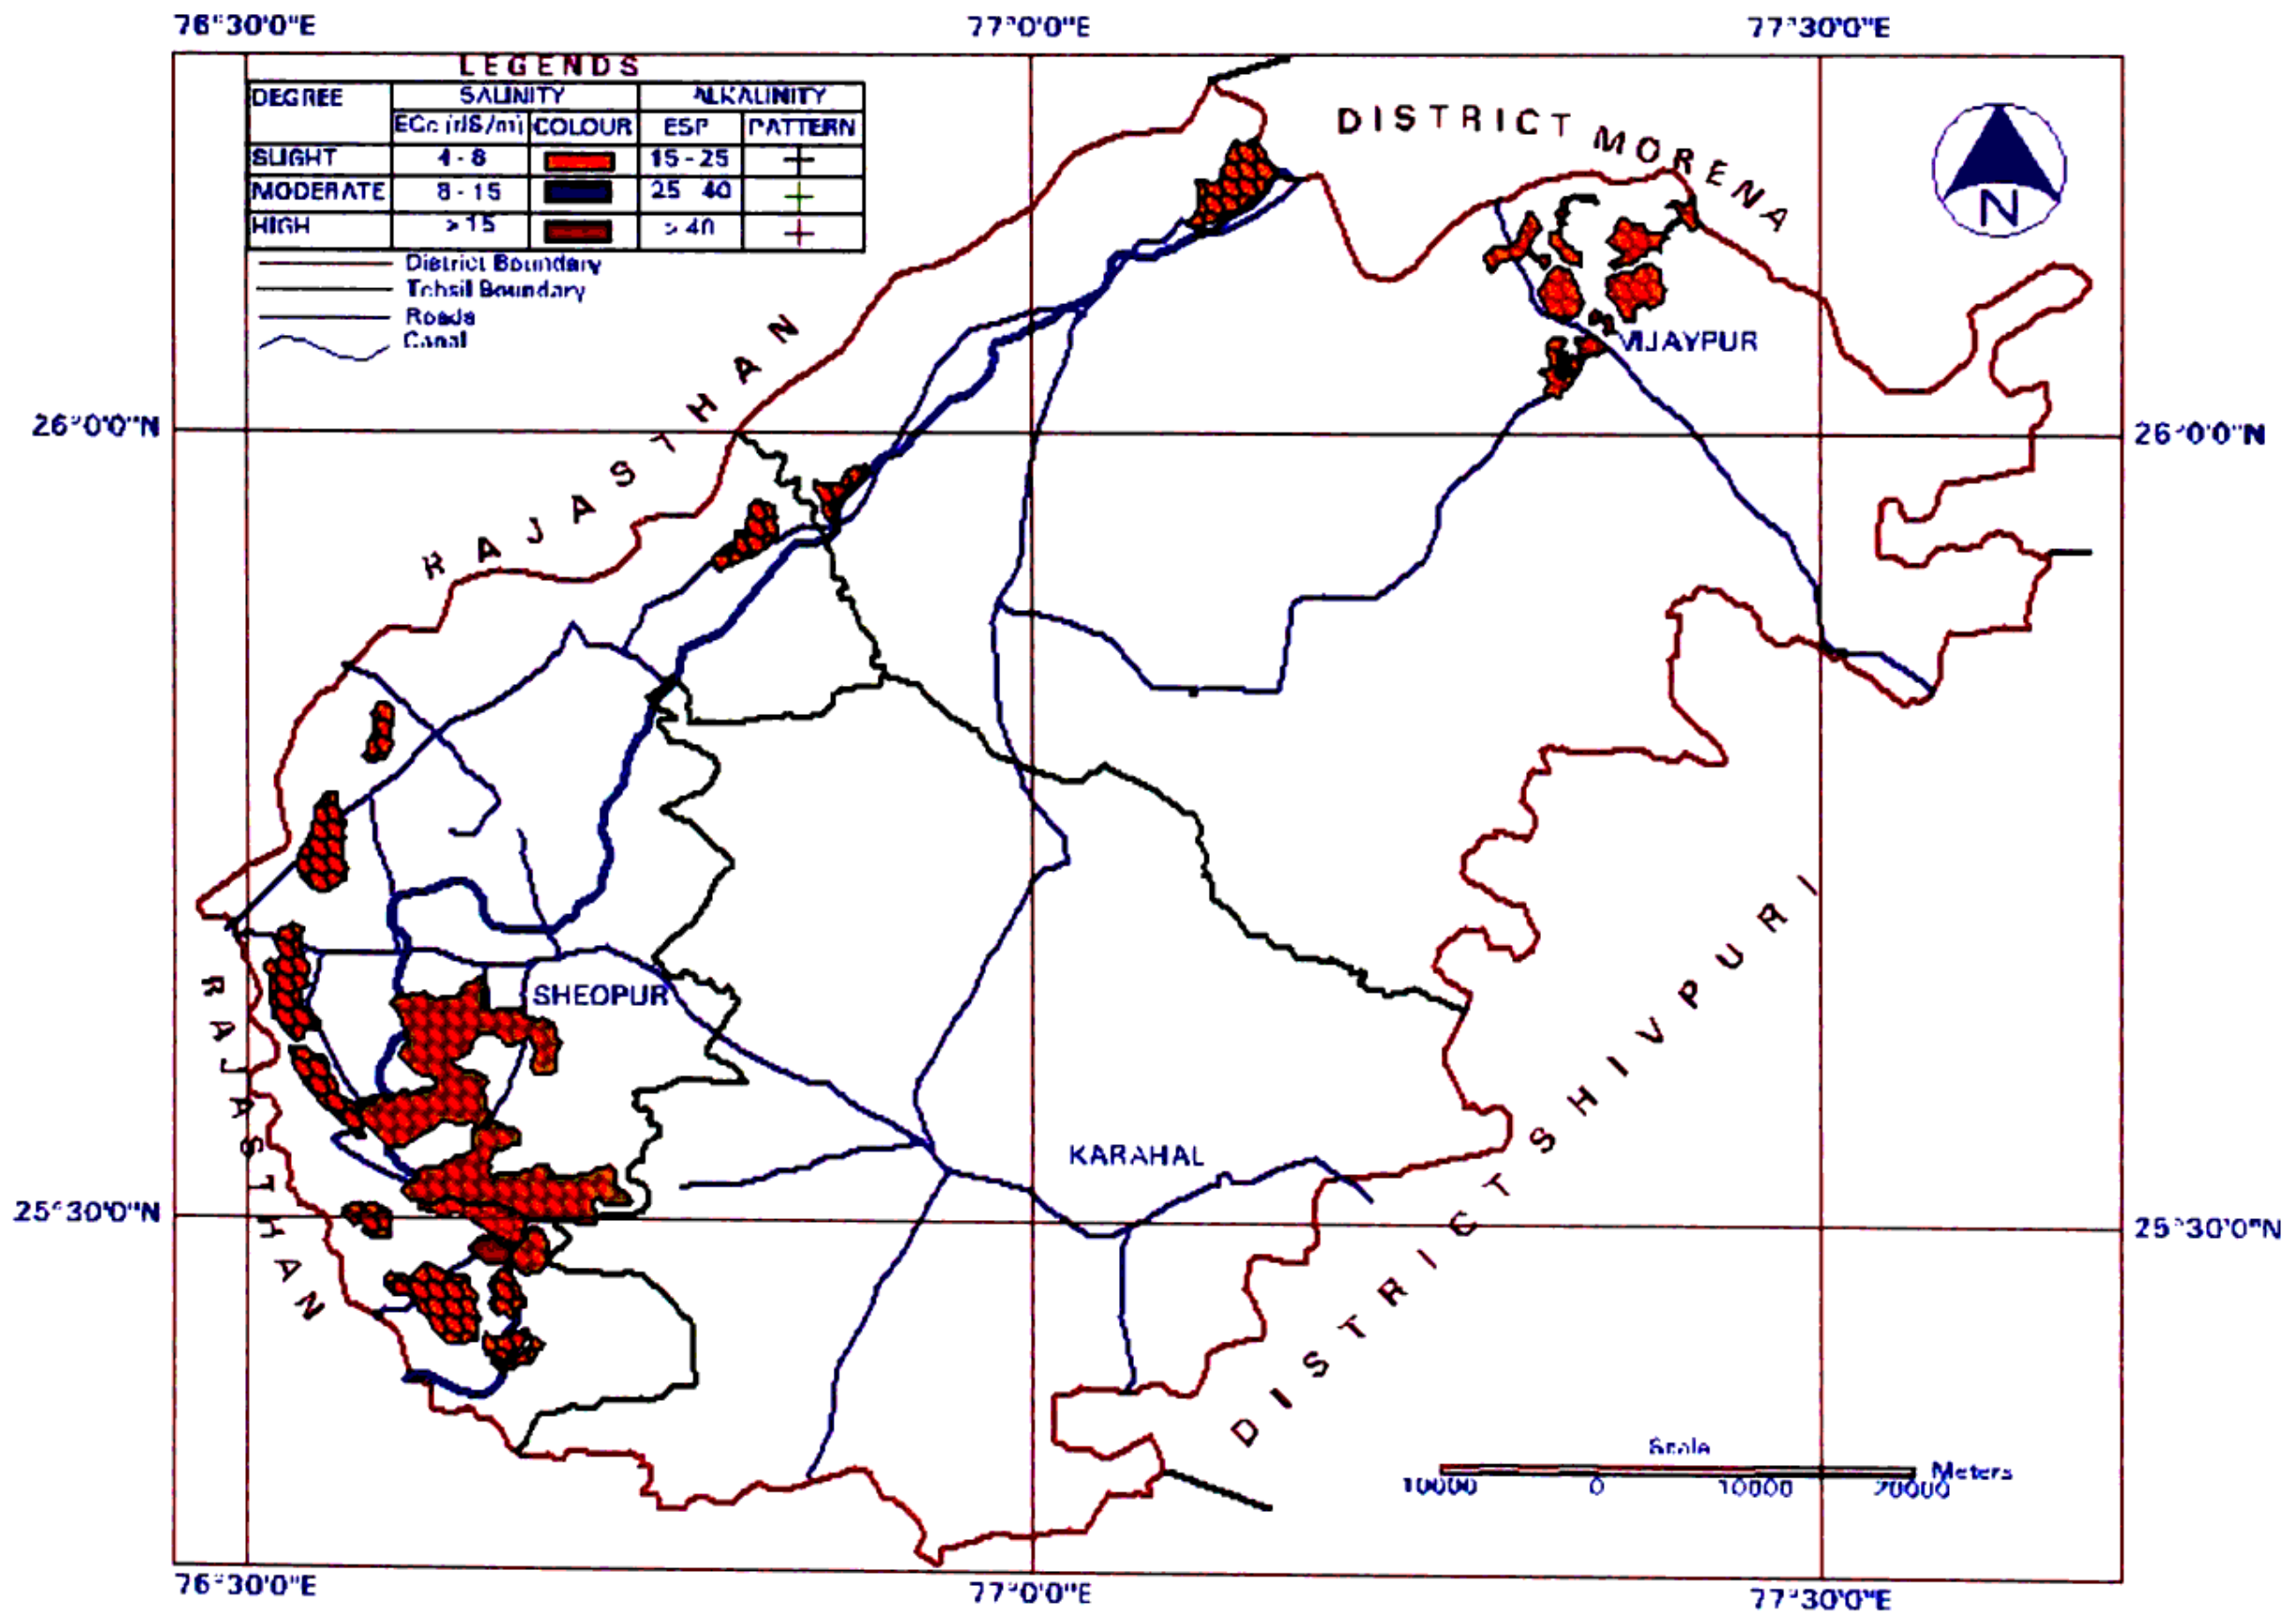 76°30'0"E 77°0'0"E 77°30'0"E
LEGENDS
DEGREE SALINITY ALKALINITY
ECe (dS/m) COLOUR ESP PATTERN
SLIGHT 4 - 8 15 - 25
MODERATE 8 - 15 25 40
HIGH > 15 > 40
District Boundary
Tehsil Boundary
Roads
Canal
DISTRICT MORENA
N
RAJASTHAN
VIJAYPUR
26°0'0"N 26°0'0"N
SHEOPUR
RAJASTHAN
KARAHAL
DISTRICT SHIVPURI
25°30'0"N 25°30'0"N
Scale
10000 0 10000 20000 Meters
76°30'0"E 77°0'0"E 77°30'0"E